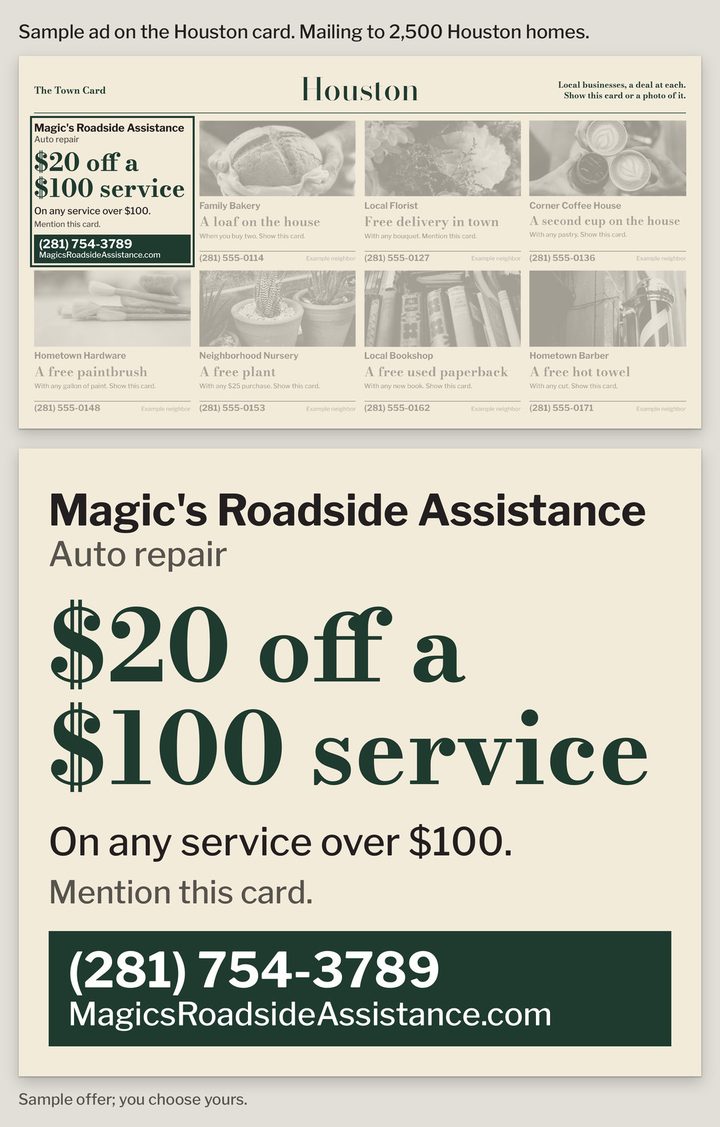 Sample ad on the Houston card. Mailing to 2,500 Houston homes.
The Town Card
Houston
Local businesses, a deal at each.
Show this card or a photo of it.
Magic's Roadside Assistance
Auto repair
$20 off a
$100 service
On any service over $100.
Mention this card.
(281) 754-3789
MagicsRoadsideAssistance.com
Family Bakery
A loaf on the house
When you buy two. Show this card.
(281) 555-0114
Example neighbor
Local Florist
Free delivery in town
With any bouquet. Mention this card.
(281) 555-0127
Example neighbor
Corner Coffee House
A second cup on the house
With any pastry. Show this card.
(281) 555-0136
Example neighbor
Hometown Hardware
A free paintbrush
With any gallon of paint. Show this card.
(281) 555-0148
Example neighbor
Neighborhood Nursery
A free plant
With any $25 purchase. Show this card.
(281) 555-0153
Example neighbor
Local Bookshop
A free used paperback
With any new book. Show this card.
(281) 555-0162
Example neighbor
Hometown Barber
A free hot towel
With any cut. Show this card.
(281) 555-0171
Example neighbor
Magic's Roadside Assistance
Auto repair
$20 off a
$100 service
On any service over $100.
Mention this card.
(281) 754-3789
MagicsRoadsideAssistance.com
Sample offer; you choose yours.